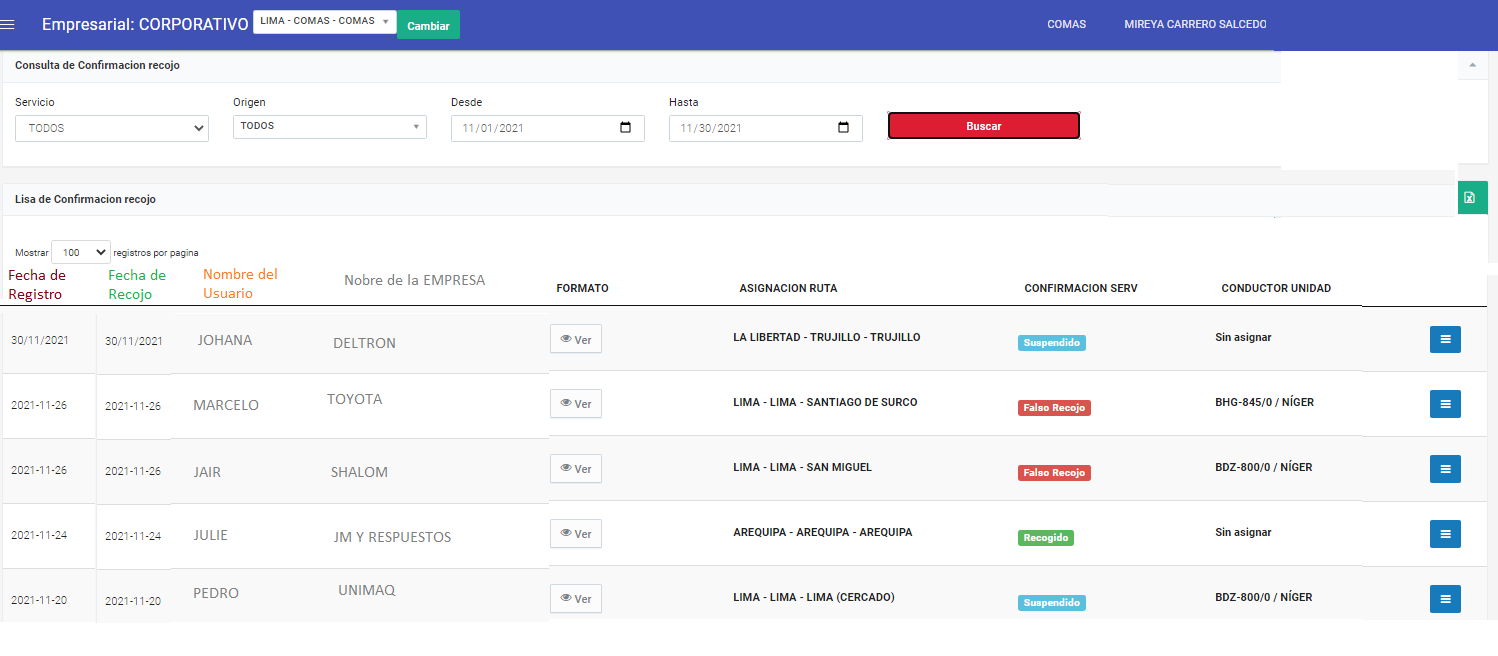 Empresarial: CORPORATIVO LIMA - COMAS - COMAS Cambiar COMAS MIREYA CARRERO SALCEDO
Consulta de Confirmacion recojo
Servicio Origen Desde Hasta
TODOS TODOS 11/01/2021 11/30/2021 Buscar
Lisa de Confirmacion recojo
Mostrar 100 registros por pagina
Fecha de Registro Fecha de Recojo Nombre del Usuario Nobre de la EMPRESA FORMATO ASIGNACION RUTA CONFIRMACION SERV CONDUCTOR UNIDAD
30/11/2021 30/11/2021 JOHANA DELTRON Ver LA LIBERTAD - TRUJILLO - TRUJILLO Suspendido Sin asignar
2021-11-26 2021-11-26 MARCELO TOYOTA Ver LIMA - LIMA - SANTIAGO DE SURCO Falso Recojo BHG-845/0 / NÍGER
2021-11-26 2021-11-26 JAIR SHALOM Ver LIMA - LIMA - SAN MIGUEL Falso Recojo BDZ-800/0 / NÍGER
2021-11-24 2021-11-24 JULIE JM Y RESPUESTOS Ver AREQUIPA - AREQUIPA - AREQUIPA Recogido Sin asignar
2021-11-20 2021-11-20 PEDRO UNIMAQ Ver LIMA - LIMA - LIMA (CERCADO) Suspendido BDZ-800/0 / NÍGER